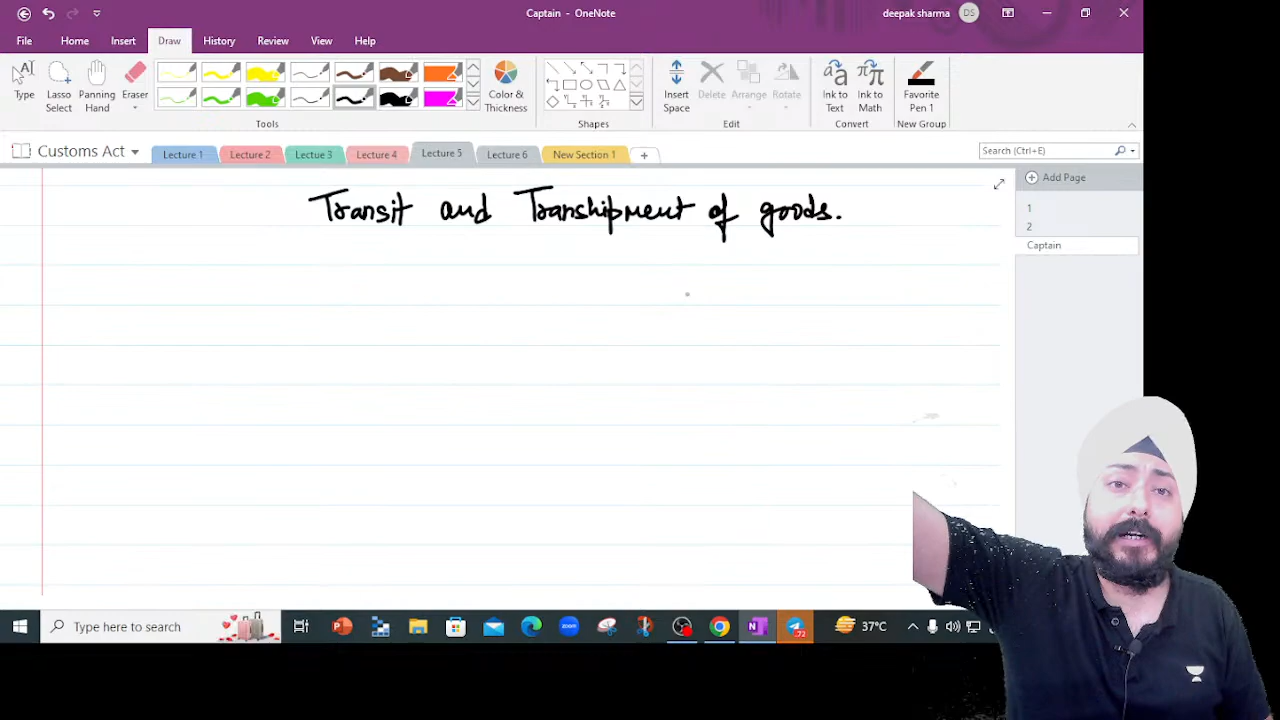 Captain - OneNote
deepak sharma DS
File Home Insert Draw History Review View Help
Type
Lasso Select
Panning Hand
Eraser
Color & Thickness
Insert Space
Delete
Arrange
Rotate
Ink to Text
Ink to Math
Favorite Pen 1
Tools
Shapes
Edit
Convert
New Group
Customs Act
Lecture 1
Lecture 2
Lectue 3
Lecture 4
Lecture 5
Lecture 6
New Section 1
Search (Ctrl+E)
Add Page
1
2
Captain
Transit and Transhipment of goods.
Type here to search
72
37°C